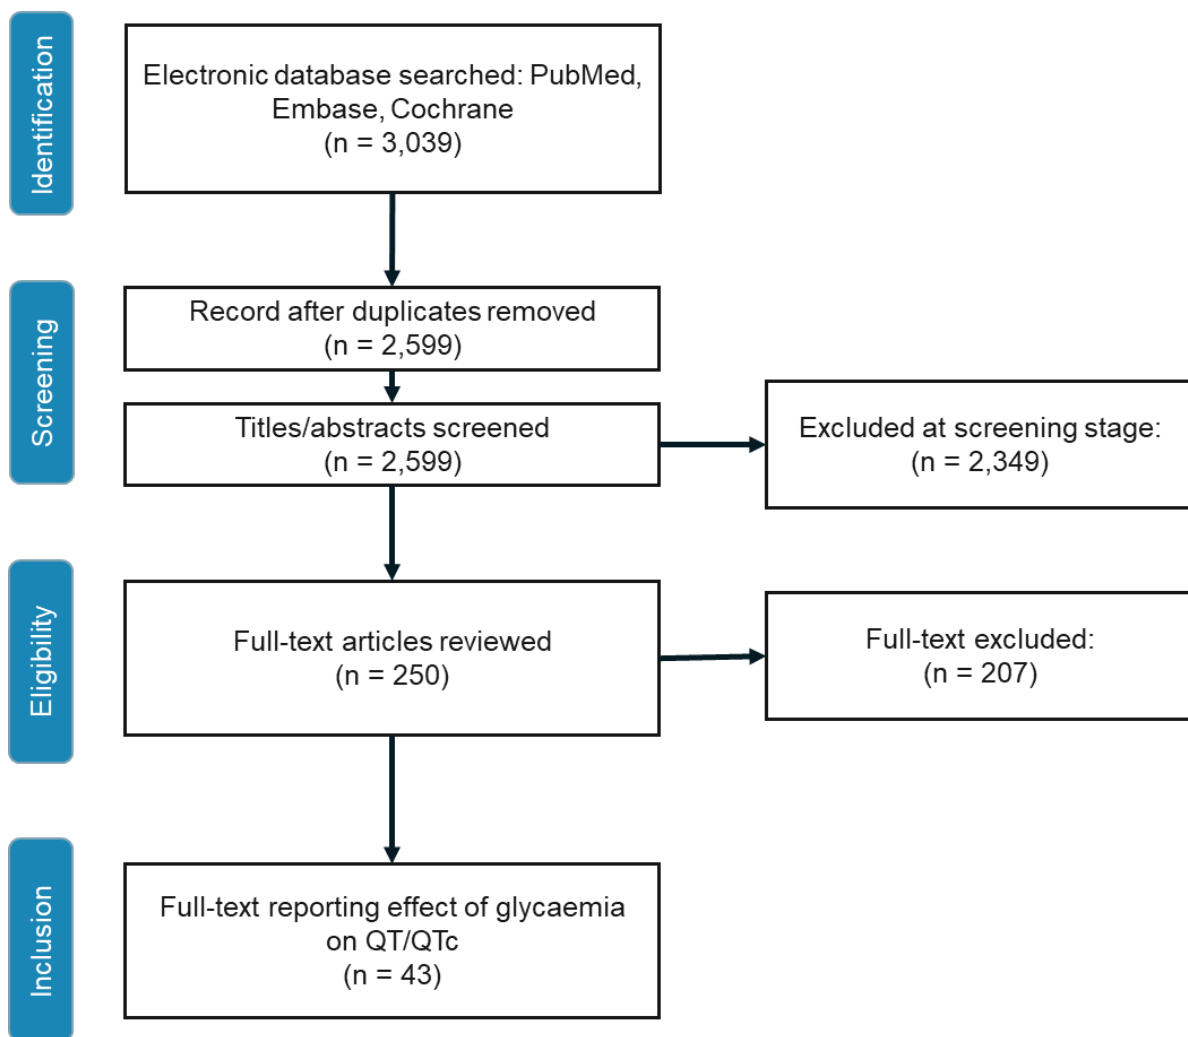 Identification
Electronic database searched: PubMed,
Embase, Cochrane
(n = 3,039)
Screening
Record after duplicates removed
(n = 2,599)
Titles/abstracts screened
(n = 2,599)
Excluded at screening stage:
(n = 2,349)
Eligibility
Full-text articles reviewed
(n = 250)
Full-text excluded:
(n = 207)
Inclusion
Full-text reporting effect of glycaemia
on QT/QTc
(n = 43)